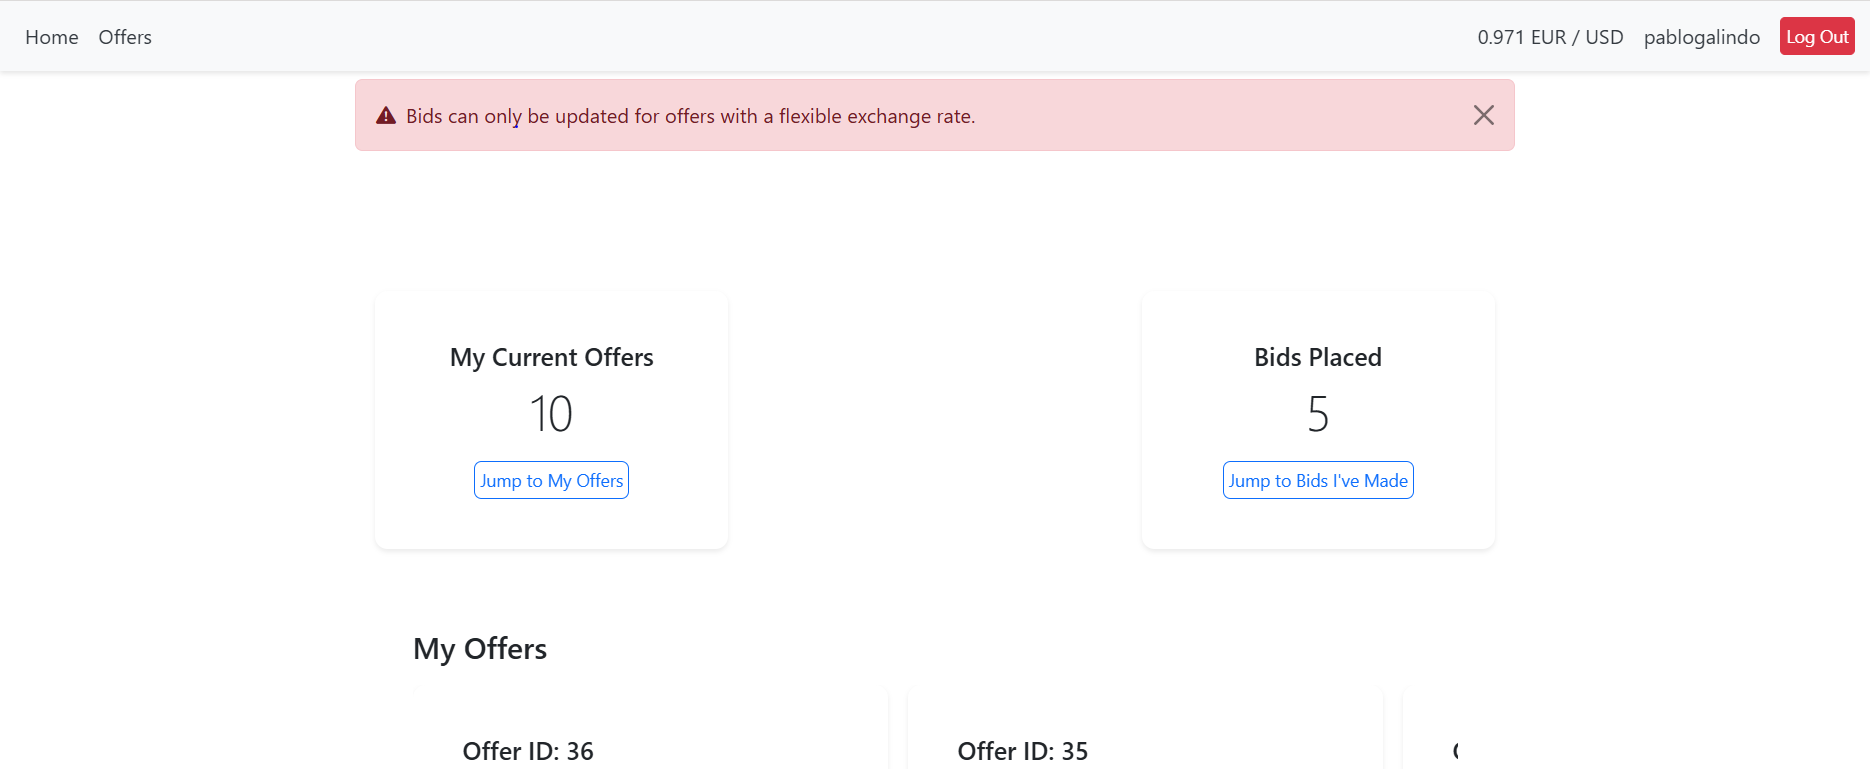 Home Offers 0.971 EUR / USD pablogalindo Log Out
Bids can only be updated for offers with a flexible exchange rate.
My Current Offers
10
Jump to My Offers
Bids Placed
5
Jump to Bids I've Made
My Offers
Offer ID: 36
Offer ID: 35